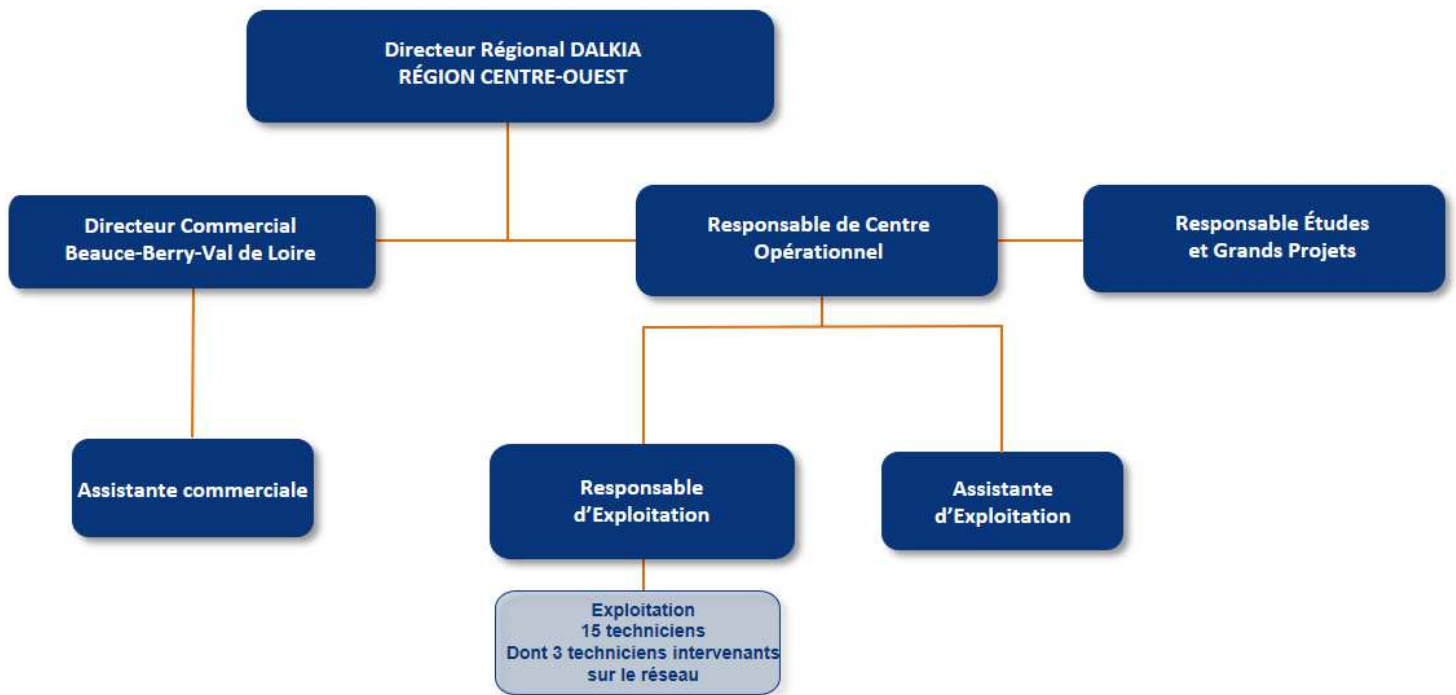 Directeur Régional DALKIA
RÉGION CENTRE-OUEST
Directeur Commercial
Beauce-Berry-Val de Loire
Responsable de Centre
Opérationnel
Responsable Études
et Grands Projets
Assistante commerciale
Responsable
d’Exploitation
Assistante
d’Exploitation
Exploitation
15 techniciens
Dont 3 techniciens intervenants
sur le réseau